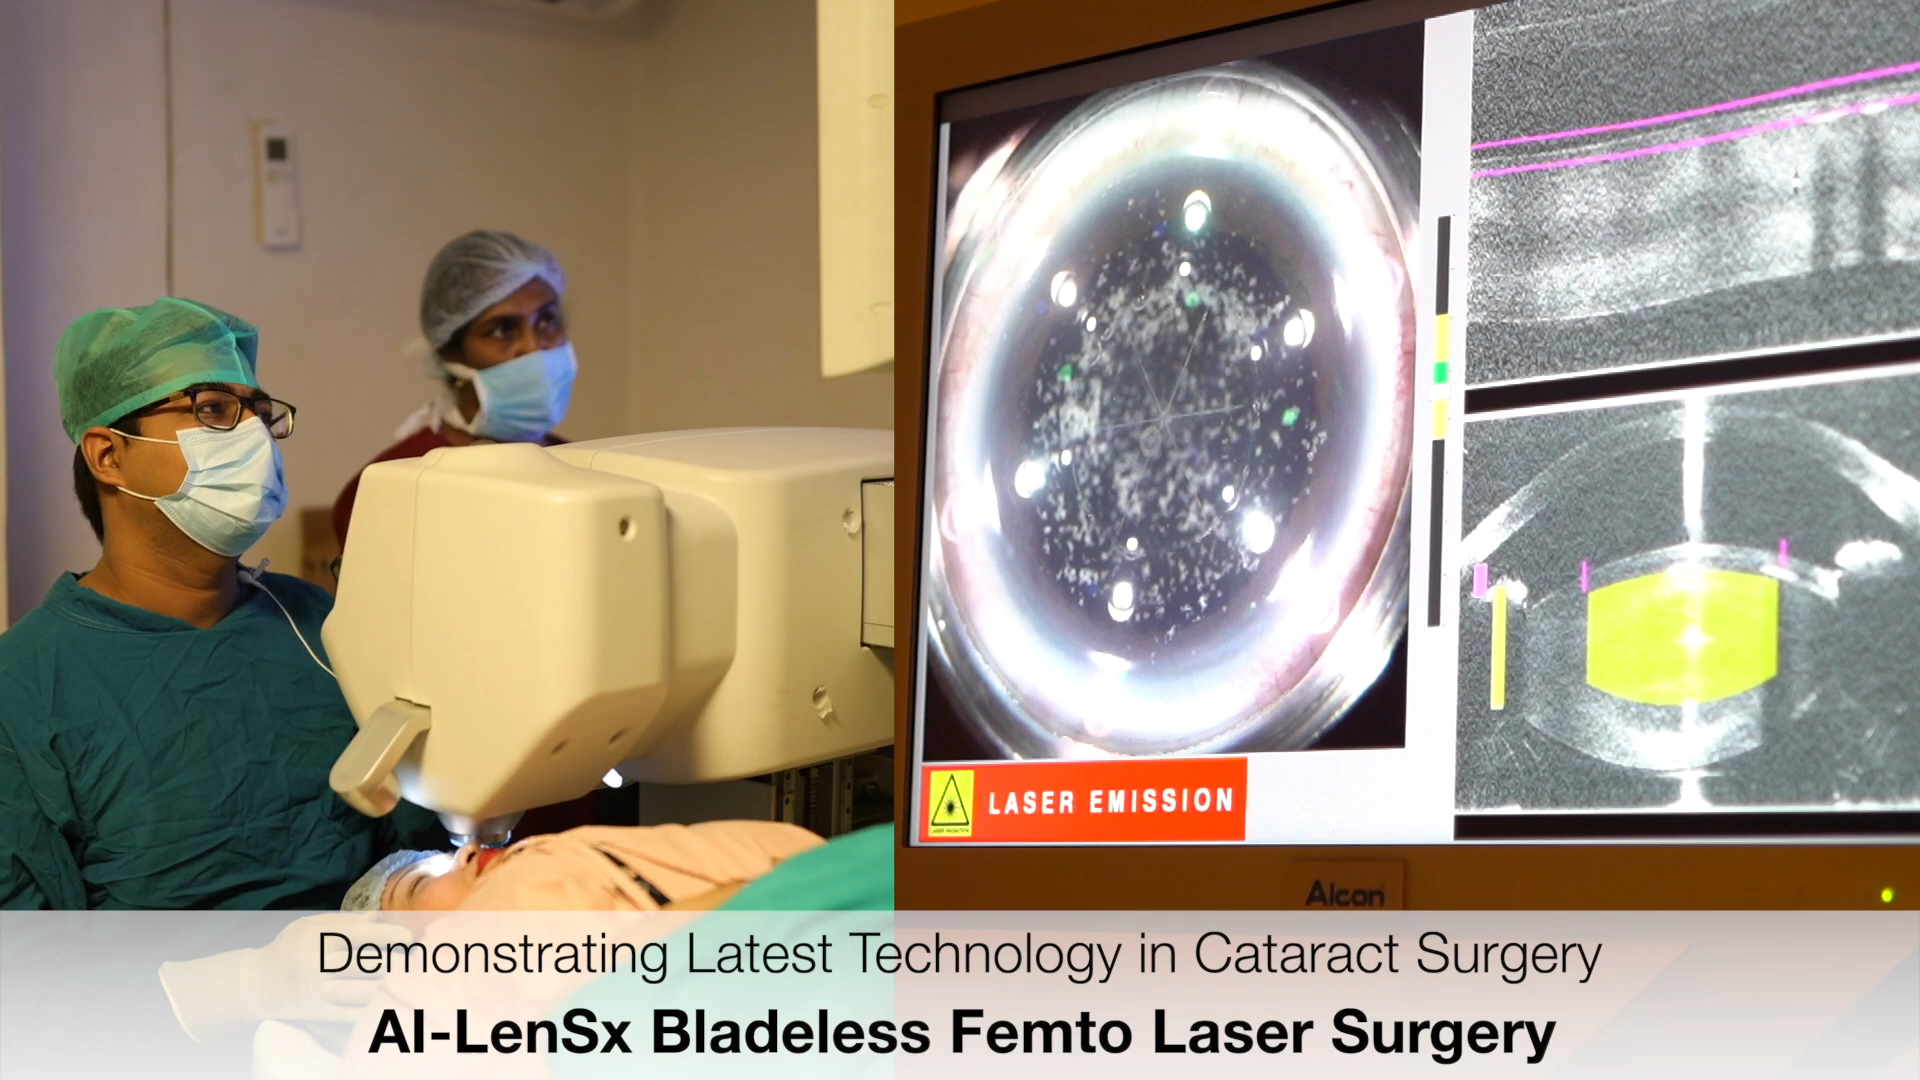 LASER EMISSION
Alcon
Demonstrating Latest Technology in Cataract Surgery
AI-LenSx Bladeless Femto Laser Surgery